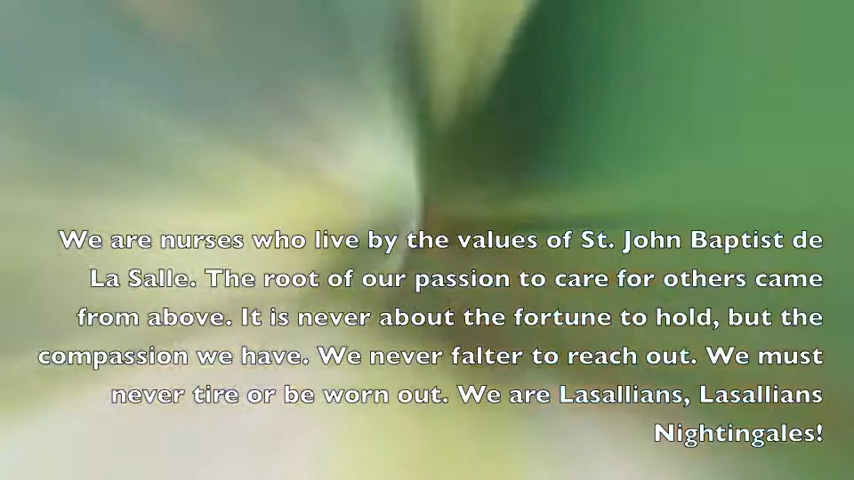 We are nurses who live by the values of St. John Baptist de
La Salle. The root of our passion to care for others came
from above. It is never about the fortune to hold, but the
compassion we have. We never falter to reach out. We must
never tire or be worn out. We are Lasallians, Lasallians
Nightingales!